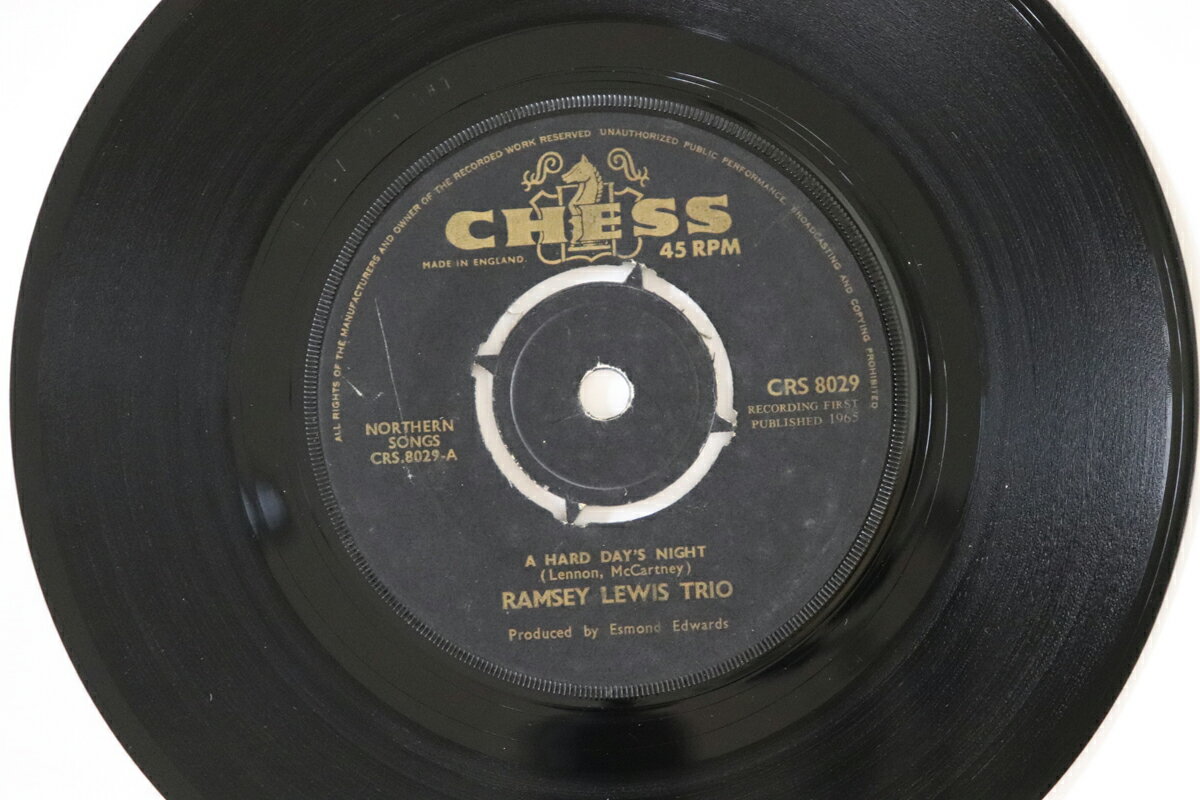 ALL RIGHTS OF THE MANUFACTURERS AND OWNER OF THE RECORDED WORK RESERVED UNAUTHORIZED PUBLIC PERFORMANCE BROADCASTING AND COPYING PROHIBITED
CHESS
MADE IN ENGLAND.
45 RPM
CRS 8029
RECORDING FIRST
PUBLISHED 1965
NORTHERN
SONGS
CRS.8029-A
A HARD DAY'S NIGHT
(Lennon, McCartney)
RAMSEY LEWIS TRIO
Produced by Esmond Edwards